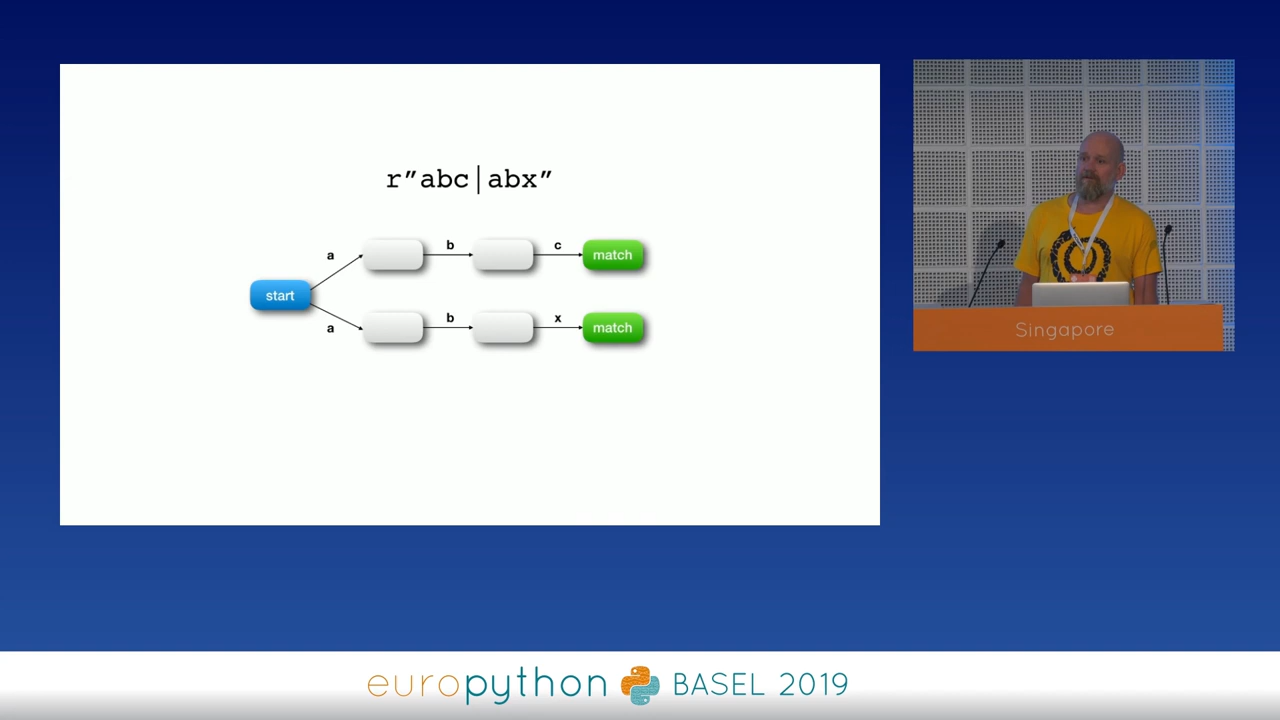 r”abc|abx”
a b c match
start
a b x match
Singapore
europython BASEL 2019